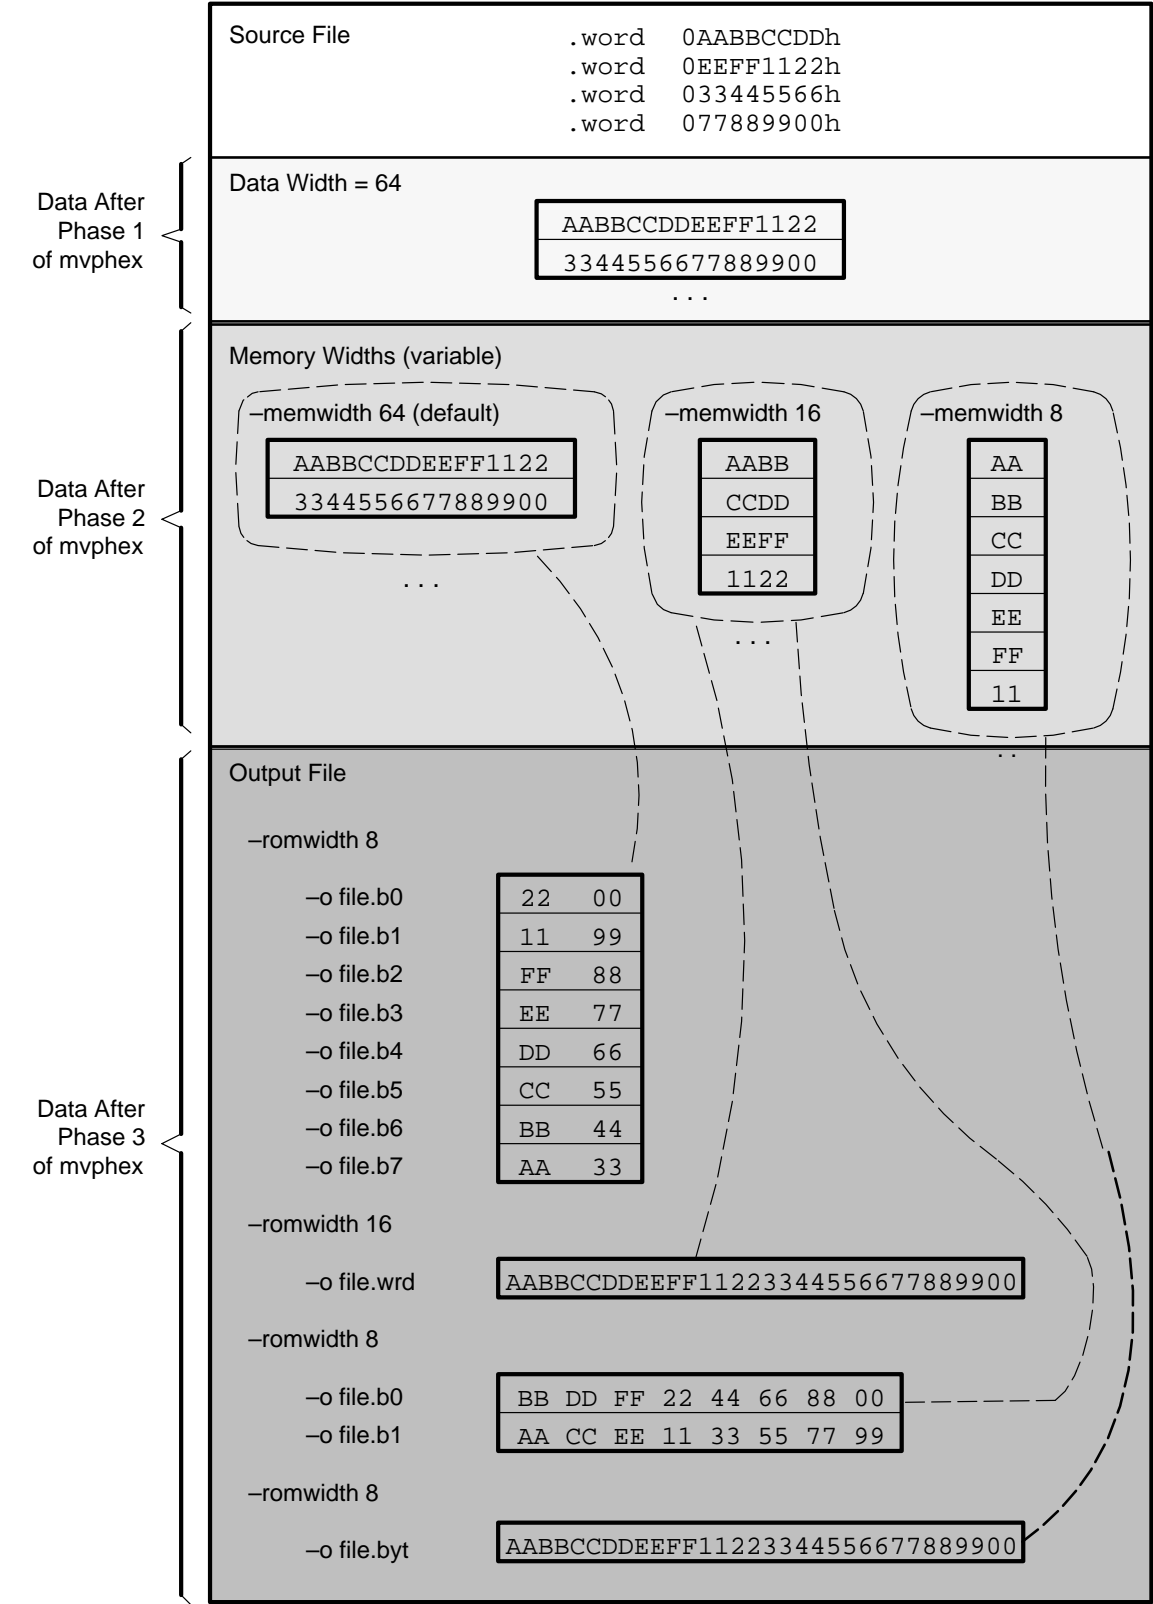 Source File
.word 0AABBCCDDh
.word 0EEFF1122h
.word 033445566h
.word 077889900h
Data After
Phase 1
of mvphex
Data Width = 64
AABBCCDDEEFF1122
3344556677889900
. . .
Data After
Phase 2
of mvphex
Memory Widths (variable)
–memwidth 64 (default)
AABBCCDDEEFF1122
3344556677889900
. . .
–memwidth 16
AABB
CCDD
EEFF
1122
. . .
–memwidth 8
AA
BB
CC
DD
EE
FF
11
. .
Data After
Phase 3
of mvphex
Output File
–romwidth 8
–o file.b0 22 00
–o file.b1 11 99
–o file.b2 FF 88
–o file.b3 EE 77
–o file.b4 DD 66
–o file.b5 CC 55
–o file.b6 BB 44
–o file.b7 AA 33
–romwidth 16
–o file.wrd AABBCCDDEEFF11223344556677889900
–romwidth 8
–o file.b0 BB DD FF 22 44 66 88 00
–o file.b1 AA CC EE 11 33 55 77 99
–romwidth 8
–o file.byt AABBCCDDEEFF11223344556677889900